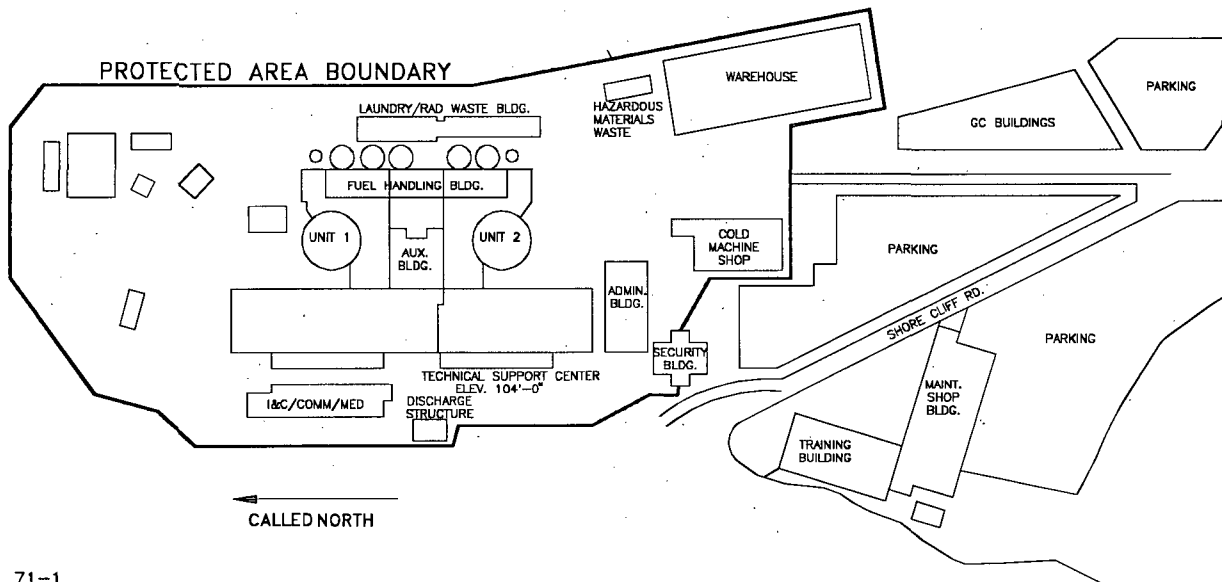 PROTECTED AREA BOUNDARY
WAREHOUSE
PARKING
LAUNDRY/RAD WASTE BLDG.
HAZARDOUS
MATERIALS
WASTE
GC BUILDINGS
FUEL HANDLING BLDG.
UNIT 1
UNIT 2
AUX.
BLDG.
COLD
MACHINE
SHOP
PARKING
ADMIN.
BLDG.
SHORE CLIFF RD.
PARKING
SECURITY
BLDG.
TECHNICAL SUPPORT CENTER
ELEV. 104'-0"
I&C/COMM/MED
DISCHARGE
STRUCTURE
MAINT.
SHOP
BLDG.
TRAINING
BUILDING
CALLED NORTH
71-1